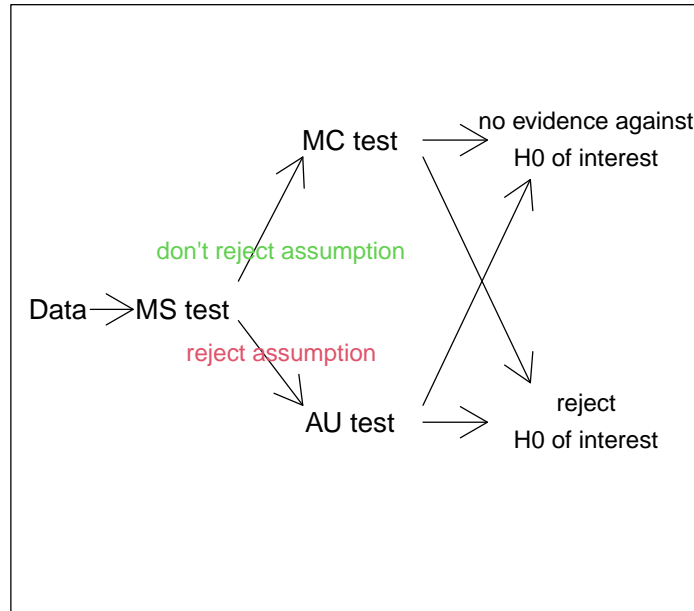 MC test
no evidence against
H0 of interest
don't reject assumption
Data
MS test
reject assumption
AU test
reject
H0 of interest